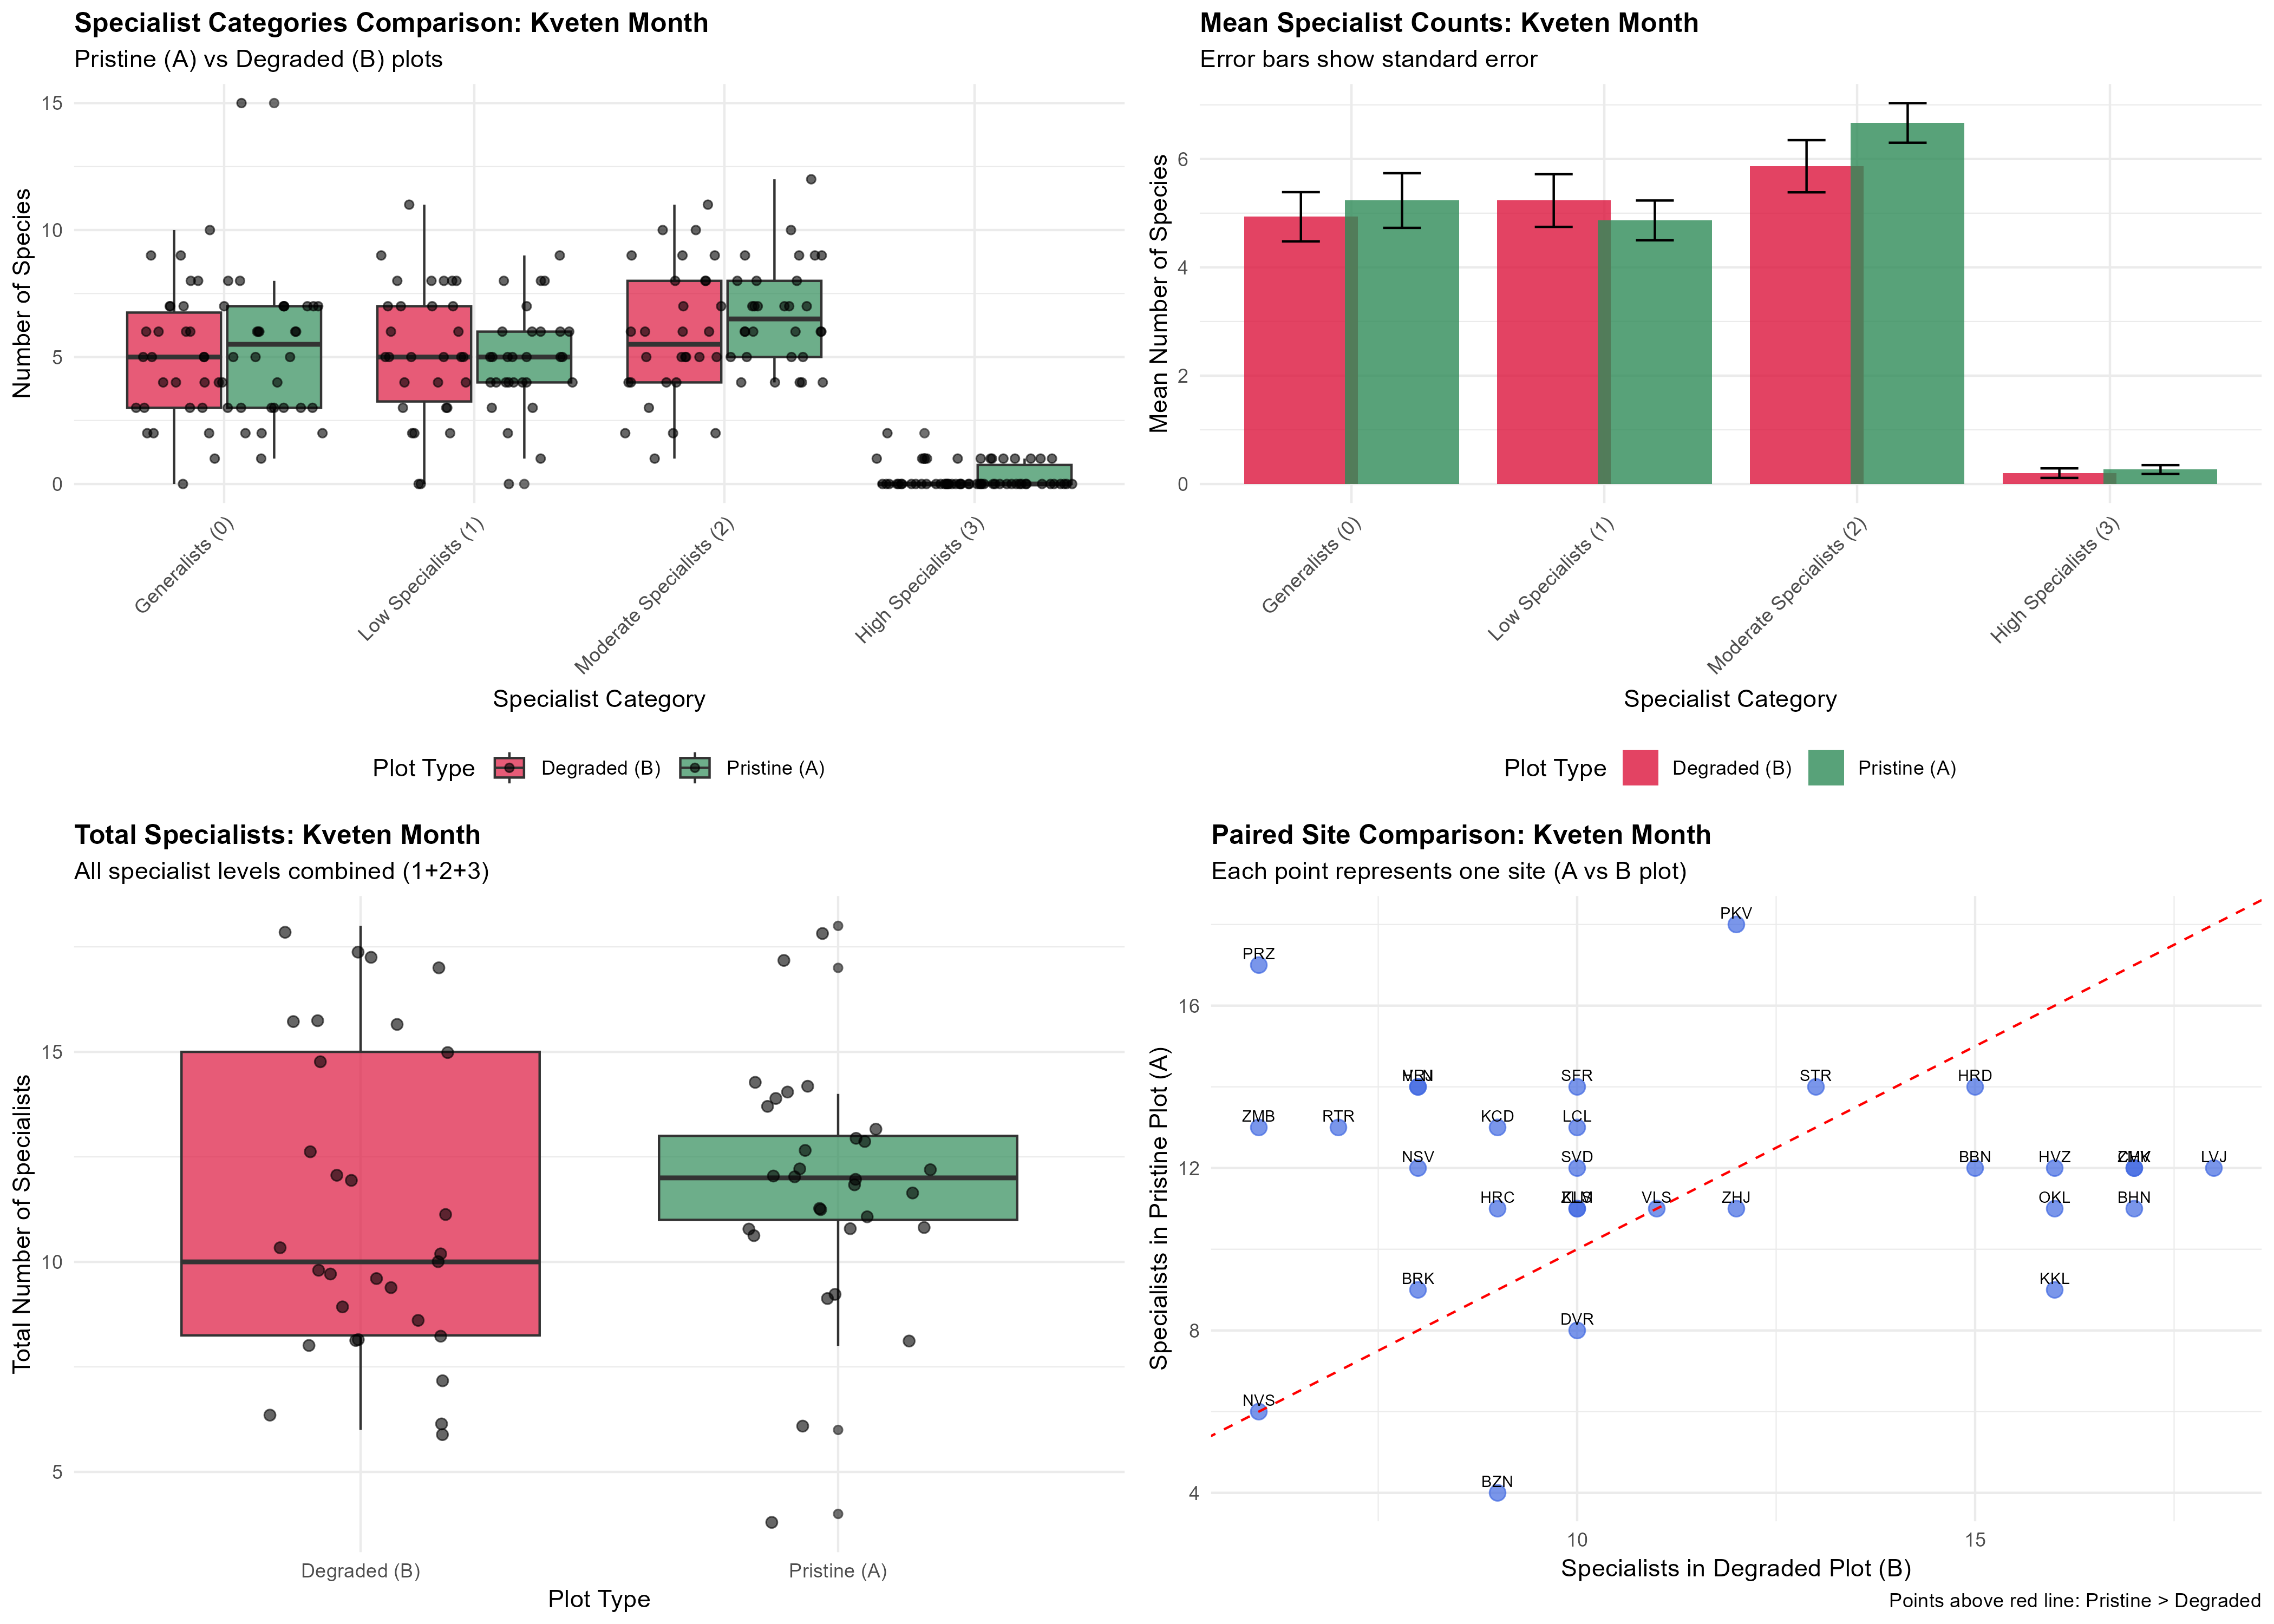 Specialist Categories Comparison: Kveten Month
Pristine (A) vs Degraded (B) plots
Number of Species
15
10
5
0
Generalists (0)
Low Specialists (1)
Moderate Specialists (2)
High Specialists (3)
Specialist Category
Plot Type
Degraded (B)
Pristine (A)
Mean Specialist Counts: Kveten Month
Error bars show standard error
Mean Number of Species
6
4
2
0
Generalists (0)
Low Specialists (1)
Moderate Specialists (2)
High Specialists (3)
Specialist Category
Plot Type
Degraded (B)
Pristine (A)
Total Specialists: Kveten Month
All specialist levels combined (1+2+3)
Total Number of Specialists
15
10
5
Degraded (B)
Pristine (A)
Plot Type
Paired Site Comparison: Kveten Month
Each point represents one site (A vs B plot)
Specialists in Pristine Plot (A)
16
12
8
4
PKV
PRZ
SFR
STR
HRD
ZMB
RTR
KCD
LCL
NSV
SVD
BBN
HVZ
LVJ
HRC
VLS
ZHJ
OKL
BHN
BRK
KKL
DVR
NVS
BZN
10
15
Specialists in Degraded Plot (B)
Points above red line: Pristine > Degraded